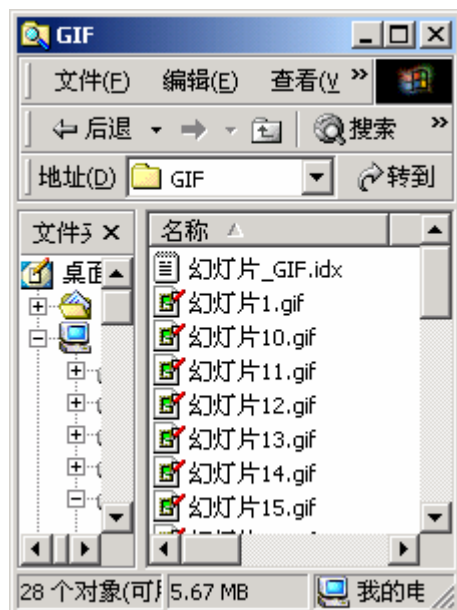 GIF
文件(F) 编辑(E) 查看(V »
后退 搜索 »
地址(D) GIF 转到
文件 × 名称
幻灯片_GIF.idx
桌面
幻灯片1.gif
幻灯片10.gif
幻灯片11.gif
幻灯片12.gif
幻灯片13.gif
幻灯片14.gif
幻灯片15.gif
28 个对象(可 5.67 MB 我的电